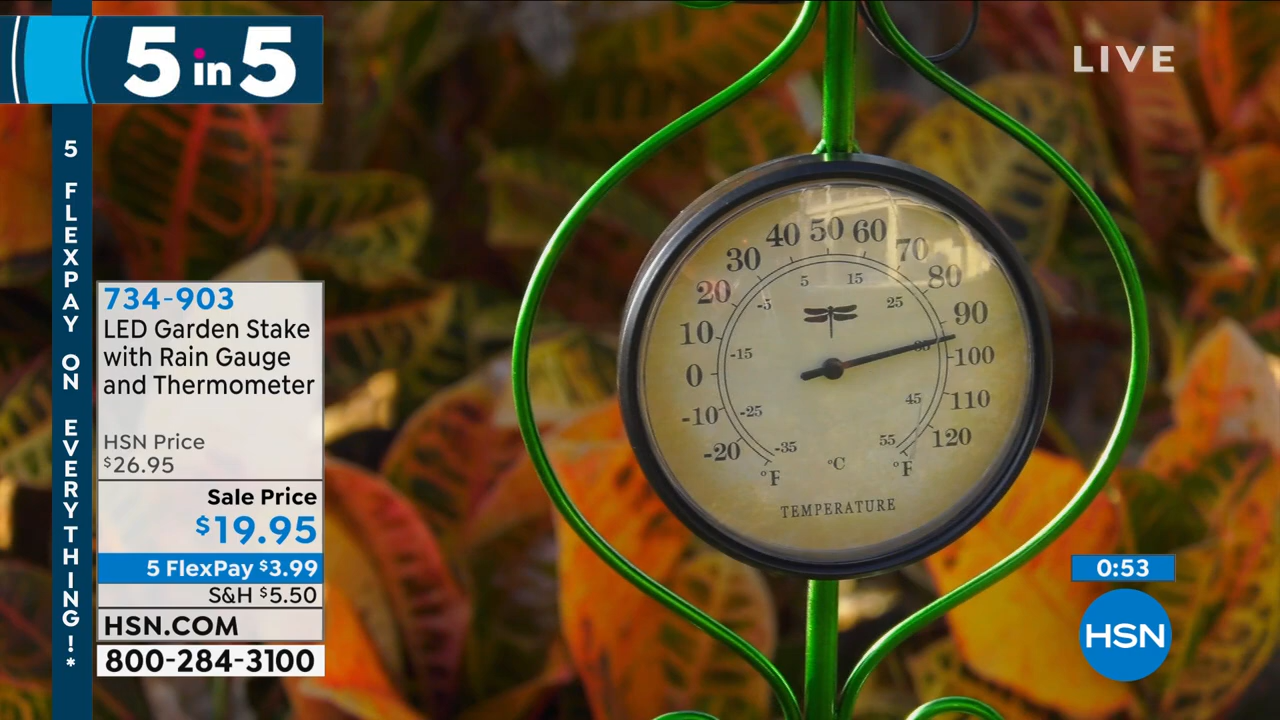 5 in 5
LIVE
5 FLEXPAY ON EVERYTHING!*
734-903
LED Garden Stake
with Rain Gauge
and Thermometer
HSN Price
$26.95
Sale Price
$19.95
5 FlexPay $3.99
S&H $5.50
HSN.COM
800-284-3100
40 50 60
30 70
20 80
10 90
0 100
-10 110
-20 120
°F °F
5 15
-5 25
-15 35
-25 45
-35 55
°C
TEMPERATURE
0:53
HSN